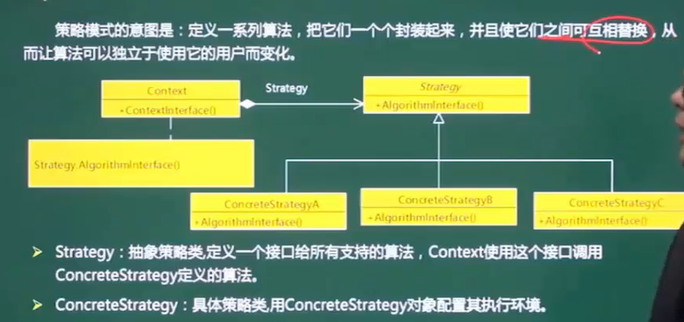 策略模式的意图是：定义一系列算法，把它们一个个封装起来，并且使它们之间可互相替换，从
而让算法可以独立于使用它的用户而变化。
Context
+ContextInterface()
Strategy
Strategy
+AlgorithmInterface()
Strategy.AlgorithmInterface()
ConcreteStrategyA
+AlgorithmInterface()
ConcreteStrategyB
+AlgorithmInterface()
ConcreteStrategyC
+AlgorithmInterface()
Strategy：抽象策略类,定义一个接口给所有支持的算法，Context使用这个接口调用
ConcreteStrategy定义的算法。
ConcreteStrategy：具体策略类,用ConcreteStrategy对象配置其执行环境。